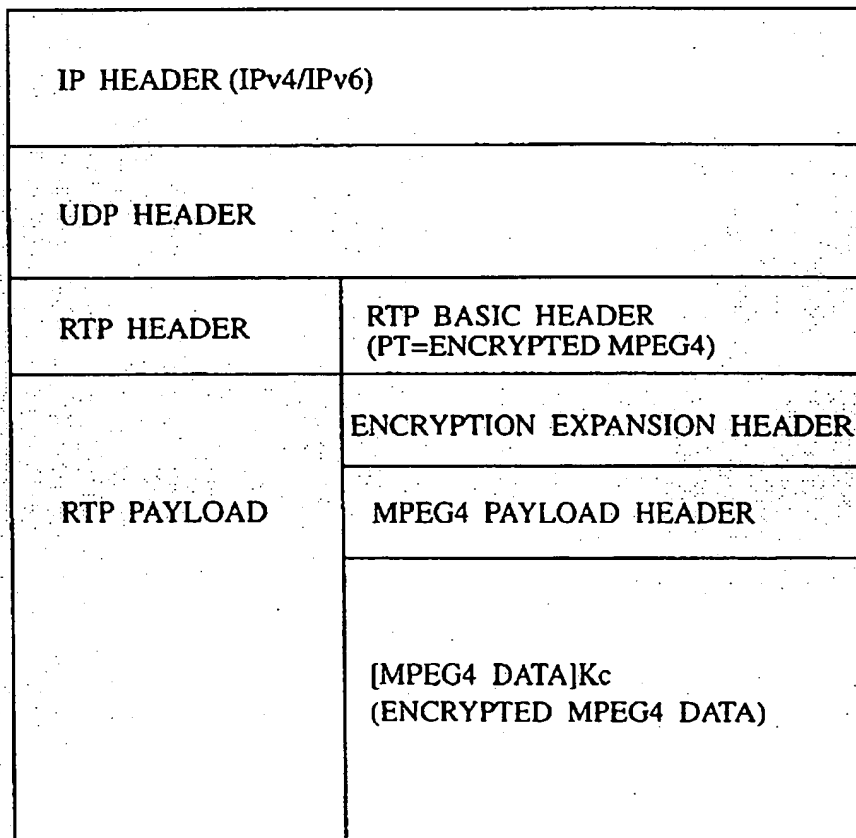 IP HEADER (IPv4/IPv6)
UDP HEADER
RTP HEADER
RTP BASIC HEADER
(PT=ENCRYPTED MPEG4)
ENCRYPTION EXPANSION HEADER
RTP PAYLOAD
MPEG4 PAYLOAD HEADER
[MPEG4 DATA]Kc
(ENCRYPTED MPEG4 DATA)